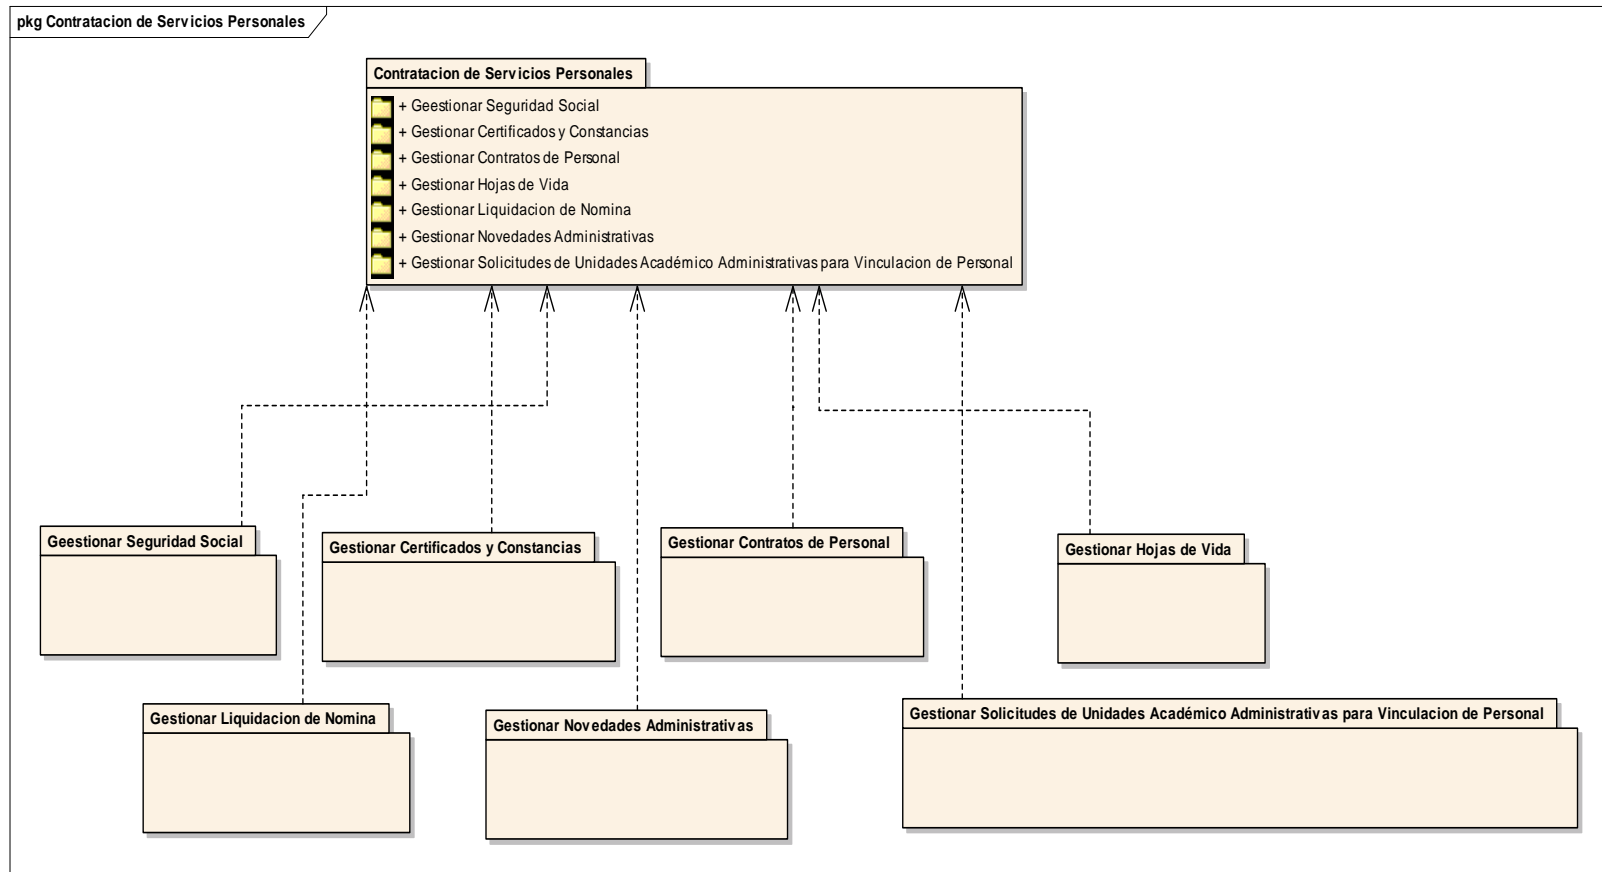 pkg Contratacion de Servicios Personales
Contratacion de Servicios Personales
+ Geestionar Seguridad Social
+ Gestionar Certificados y Constancias
+ Gestionar Contratos de Personal
+ Gestionar Hojas de Vida
+ Gestionar Liquidacion de Nomina
+ Gestionar Novedades Administrativas
+ Gestionar Solicitudes de Unidades Académico Administrativas para Vinculacion de Personal
Geestionar Seguridad Social
Gestionar Certificados y Constancias
Gestionar Contratos de Personal
Gestionar Hojas de Vida
Gestionar Liquidacion de Nomina
Gestionar Novedades Administrativas
Gestionar Solicitudes de Unidades Académico Administrativas para Vinculacion de Personal